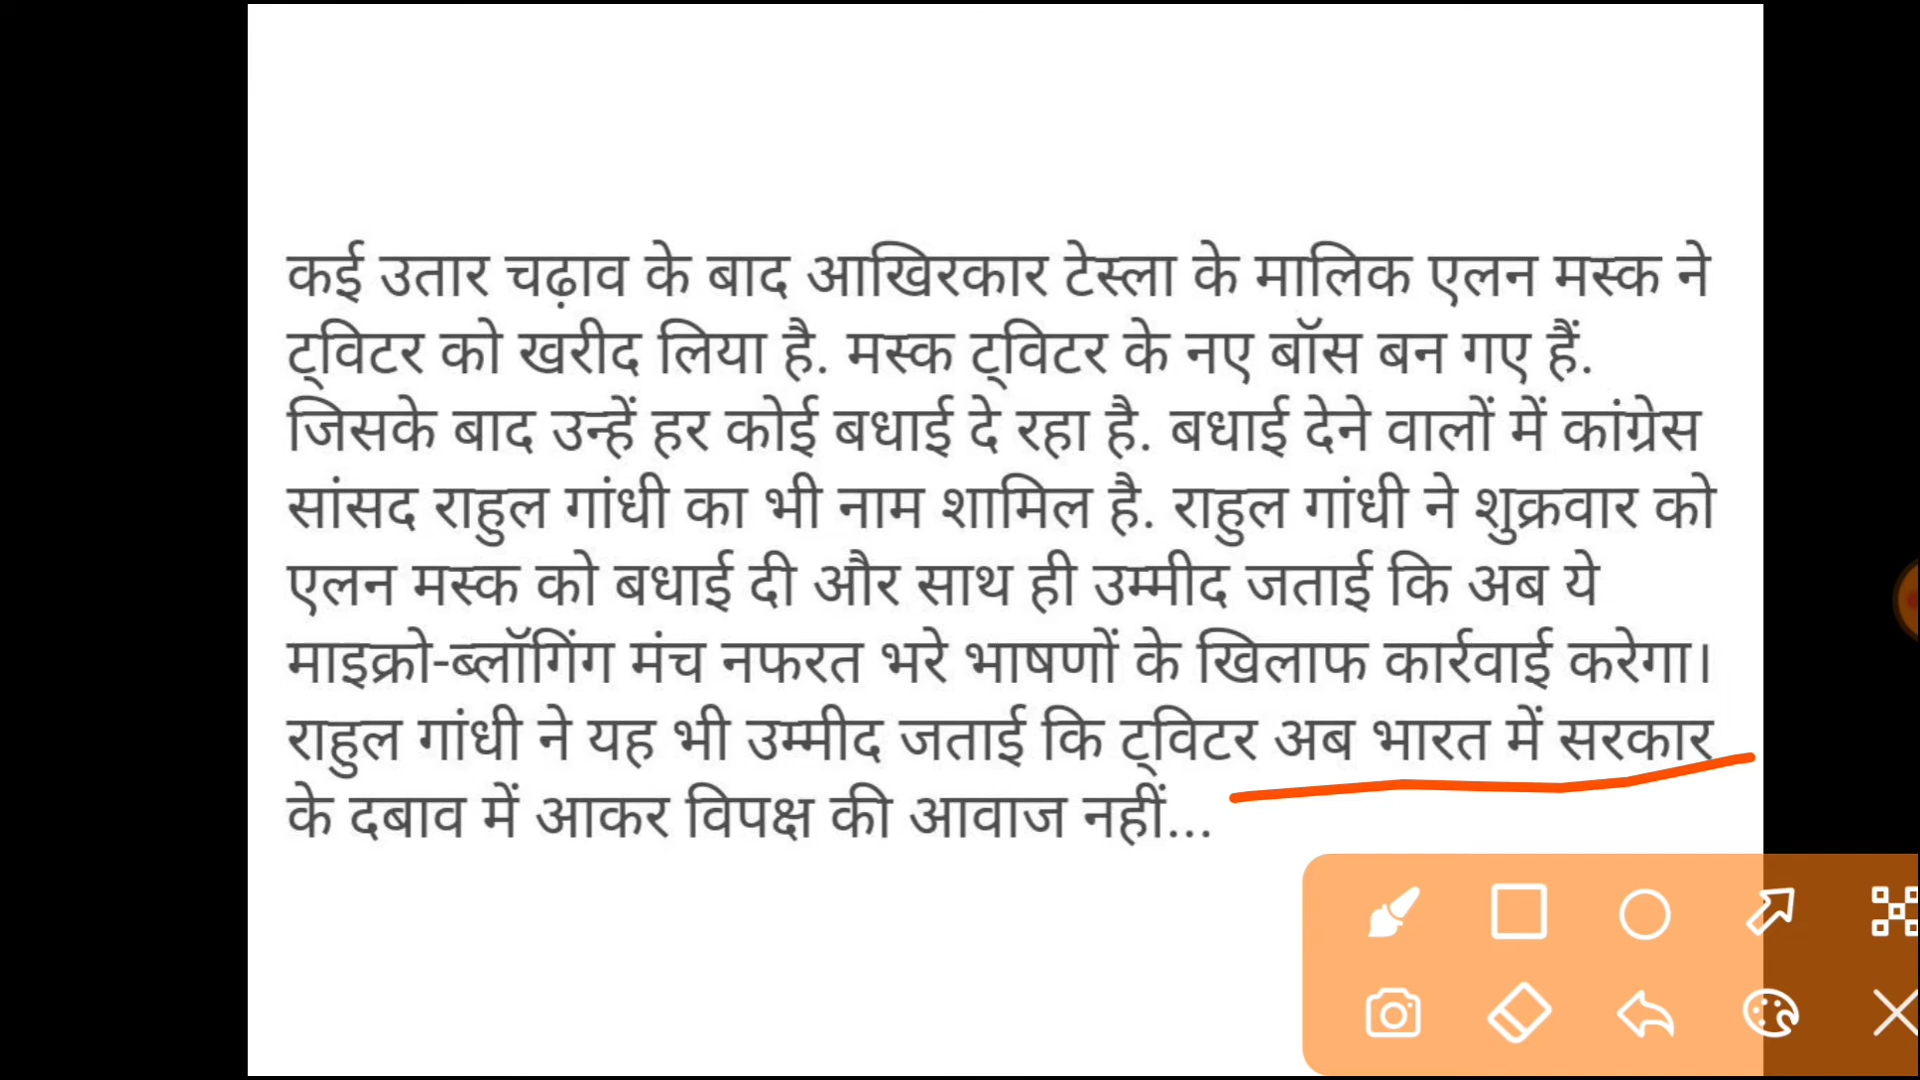 कई उतार चढ़ाव के बाद आखिरकार टेस्ला के मालिक एलन मस्क ने
ट्विटर को खरीद लिया है. मस्क ट्विटर के नए बॉस बन गए हैं.
जिसके बाद उन्हें हर कोई बधाई दे रहा है. बधाई देने वालों में कांग्रेस
सांसद राहुल गांधी का भी नाम शामिल है. राहुल गांधी ने शुक्रवार को
एलन मस्क को बधाई दी और साथ ही उम्मीद जताई कि अब ये
माइक्रो-ब्लॉगिंग मंच नफरत भरे भाषणों के खिलाफ कार्रवाई करेगा।
राहुल गांधी ने यह भी उम्मीद जताई कि ट्विटर अब भारत में सरकार
के दबाव में आकर विपक्ष की आवाज नहीं...